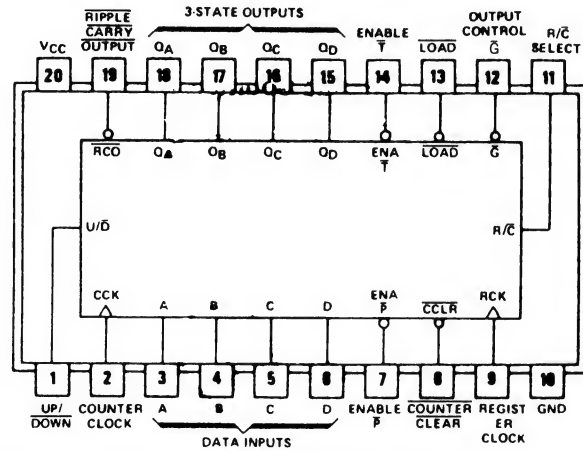 3-STATE OUTPUTS
RIPPLE CARRY OUTPUT
ENABLE T̅
OUTPUT CONTROL
VCC QA QB QC QD LOAD G̅ R/C̅ SELECT
20 19 18 17 16 15 14 13 12 11
RCO QA QB QC QD ENA T̅ LOAD G̅
U/D̅ R/C̅
CCK A B C D ENA P̅ CCLR RCK
1 2 3 4 5 6 7 8 9 10
UP/DOWN COUNTER CLOCK A B C D ENABLE P̅ COUNTER CLEAR REGISTER CLOCK GND
DATA INPUTS